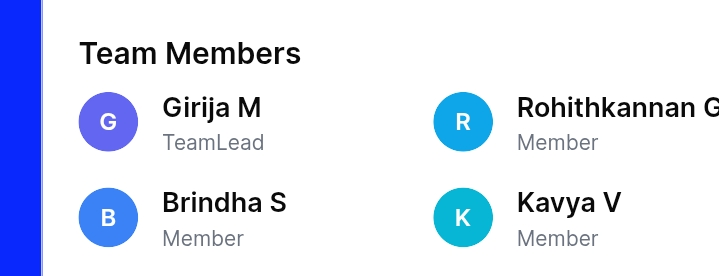 Team Members
G
Girija M
TeamLead
R
Rohithkannan G
Member
B
Brindha S
Member
K
Kavya V
Member